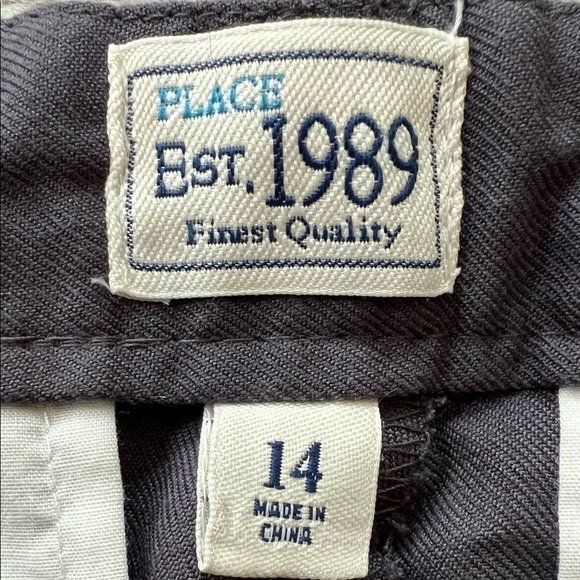 PLACE
EST. 1989
Finest Quality
14
MADE IN
CHINA